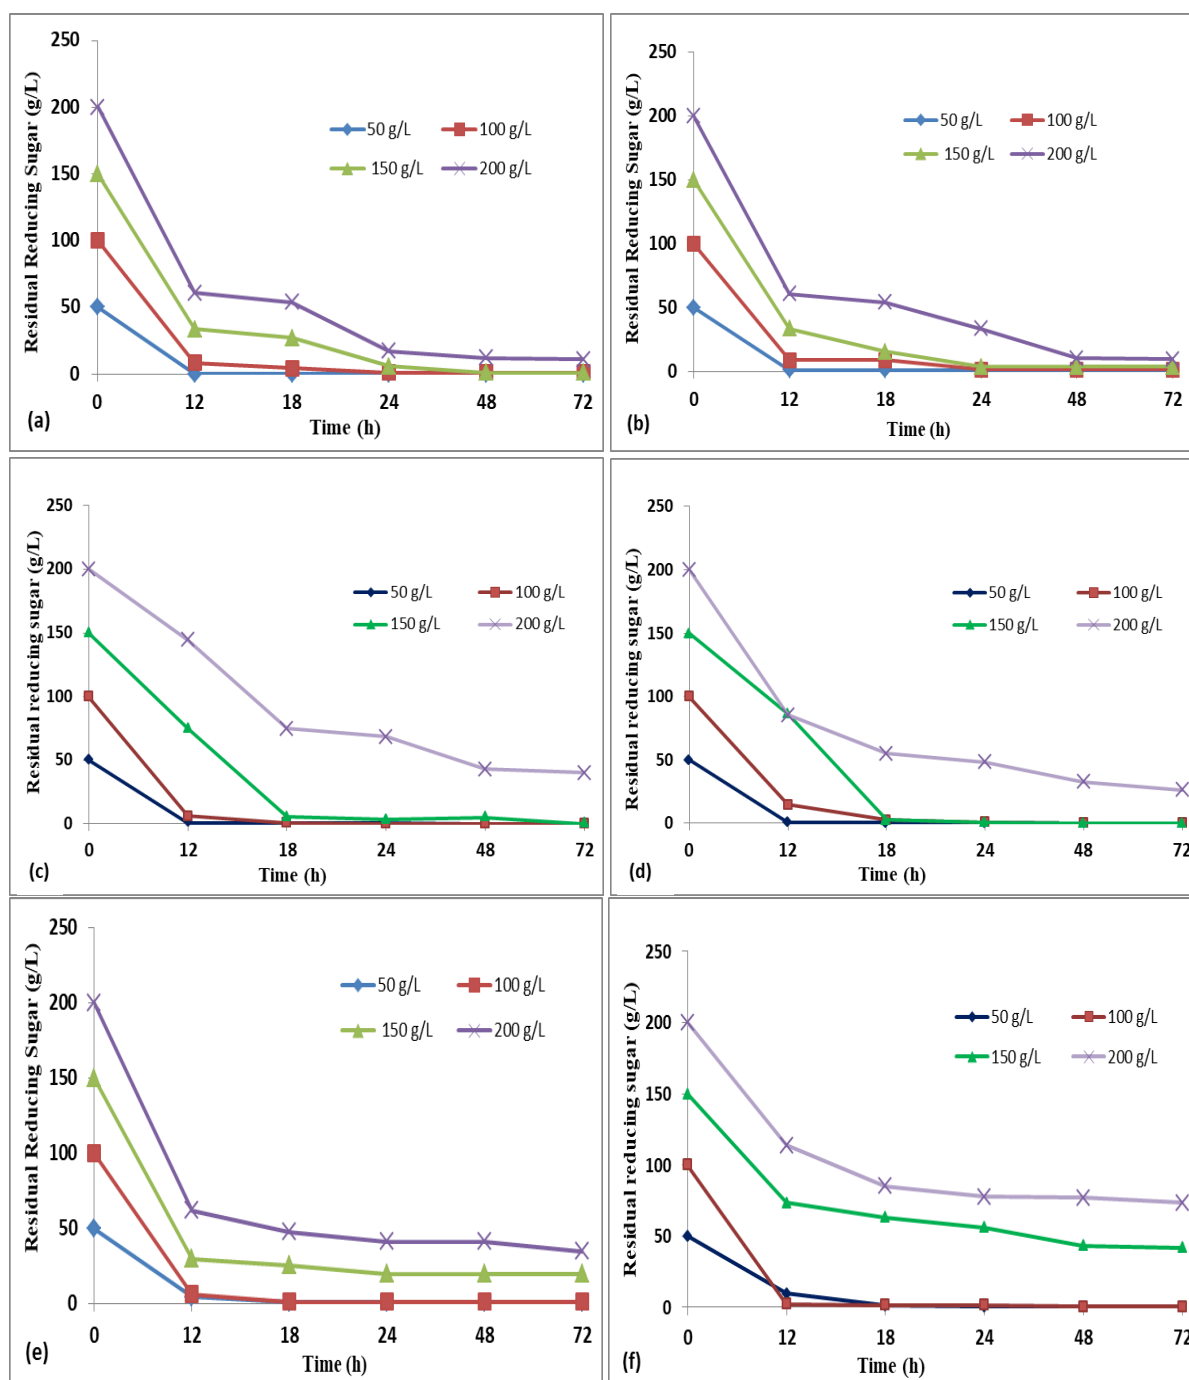 Residual Reducing Sugar (g/L)
250
200
150
100
50
0
50 g/L 100 g/L
150 g/L 200 g/L
0 12 18 24 48 72
Time (h)
(a)
Residual Reducing Sugar (g/L)
250
200
150
100
50
0
50 g/L 100 g/L
150 g/L 200 g/L
0 12 18 24 48 72
Time (h)
(b)
Residual reducing sugar (g/L)
250
200
150
100
50
0
50 g/L 100 g/L
150 g/L 200 g/L
0 12 18 24 48 72
Time (h)
(c)
Residual reducing sugar (g/L)
250
200
150
100
50
0
50 g/L 100 g/L
150 g/L 200 g/L
0 12 18 24 48 72
Time (h)
(d)
Residual Reducing Sugar (g/L)
250
200
150
100
50
0
50 g/L 100 g/L
150 g/L 200 g/L
0 12 18 24 48 72
Time (h)
(e)
Residual reducing sugar (g/L)
250
200
150
100
50
0
50 g/L 100 g/L
150 g/L 200 g/L
0 12 18 24 48 72
Time (h)
(f)